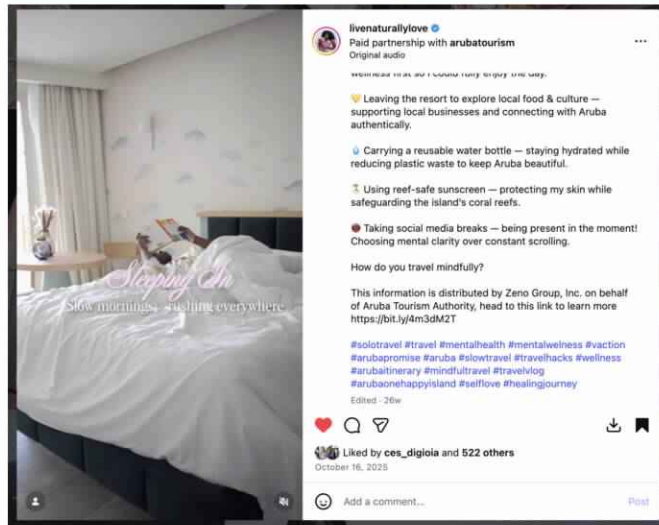 livenaturallylove
Paid partnership with arubatourism
Original audio
wellness first so I could fully enjoy the day.
💛 Leaving the resort to explore local food & culture —
supporting local businesses and connecting with Aruba
authentically.
💧 Carrying a reusable water bottle — staying hydrated while
reducing plastic waste to keep Aruba beautiful.
🏝️ Using reef-safe sunscreen — protecting my skin while
safeguarding the island's coral reefs.
🐞 Taking social media breaks — being present in the moment!
Choosing mental clarity over constant scrolling.
How do you travel mindfully?
This information is distributed by Zeno Group, Inc. on behalf
of Aruba Tourism Authority, head to this link to learn more
https://bit.ly/4m3dM2T
#solotravel #travel #mentalhealth #mentalwelness #vaction
#arubapromise #aruba #slowtravel #travelhacks #wellness
#arubaitinerary #mindfultravel #travelvlog
#arubaonehappyisland #selflove #healingjourney
Edited · 26w
Liked by ces_digioia and 522 others
October 16, 2025
Add a comment...
Post
Sleeping In
Slow mornings, rushing everywhere